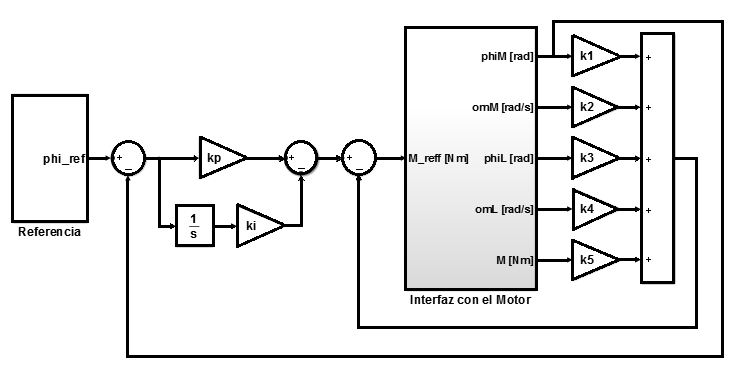 phi_ref
Referencia
+
−
kp
1
s
ki
+
−
+
−
M_reff [Nm]
phiM [rad]
omM [rad/s]
phiL [rad]
omL [rad/s]
M [Nm]
Interfaz con el Motor
k1
k2
k3
k4
k5
+
+
+
+
+